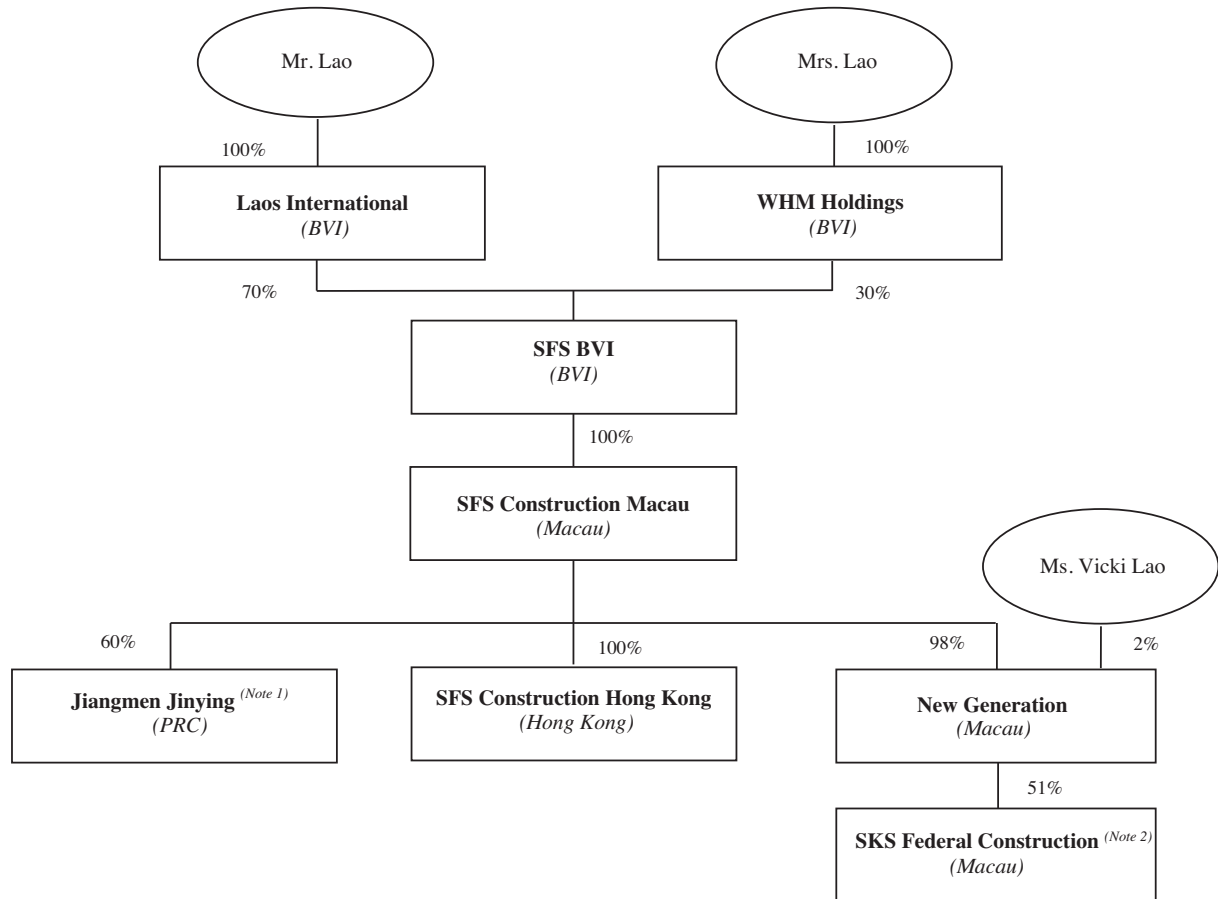 Mr. Lao
Mrs. Lao
100%
100%
Laos International
(BVI)
WHM Holdings
(BVI)
70%
30%
SFS BVI
(BVI)
100%
SFS Construction Macau
(Macau)
Ms. Vicki Lao
60%
100%
98%
2%
Jiangmen Jinying (Note 1)
(PRC)
SFS Construction Hong Kong
(Hong Kong)
New Generation
(Macau)
51%
SKS Federal Construction (Note 2)
(Macau)